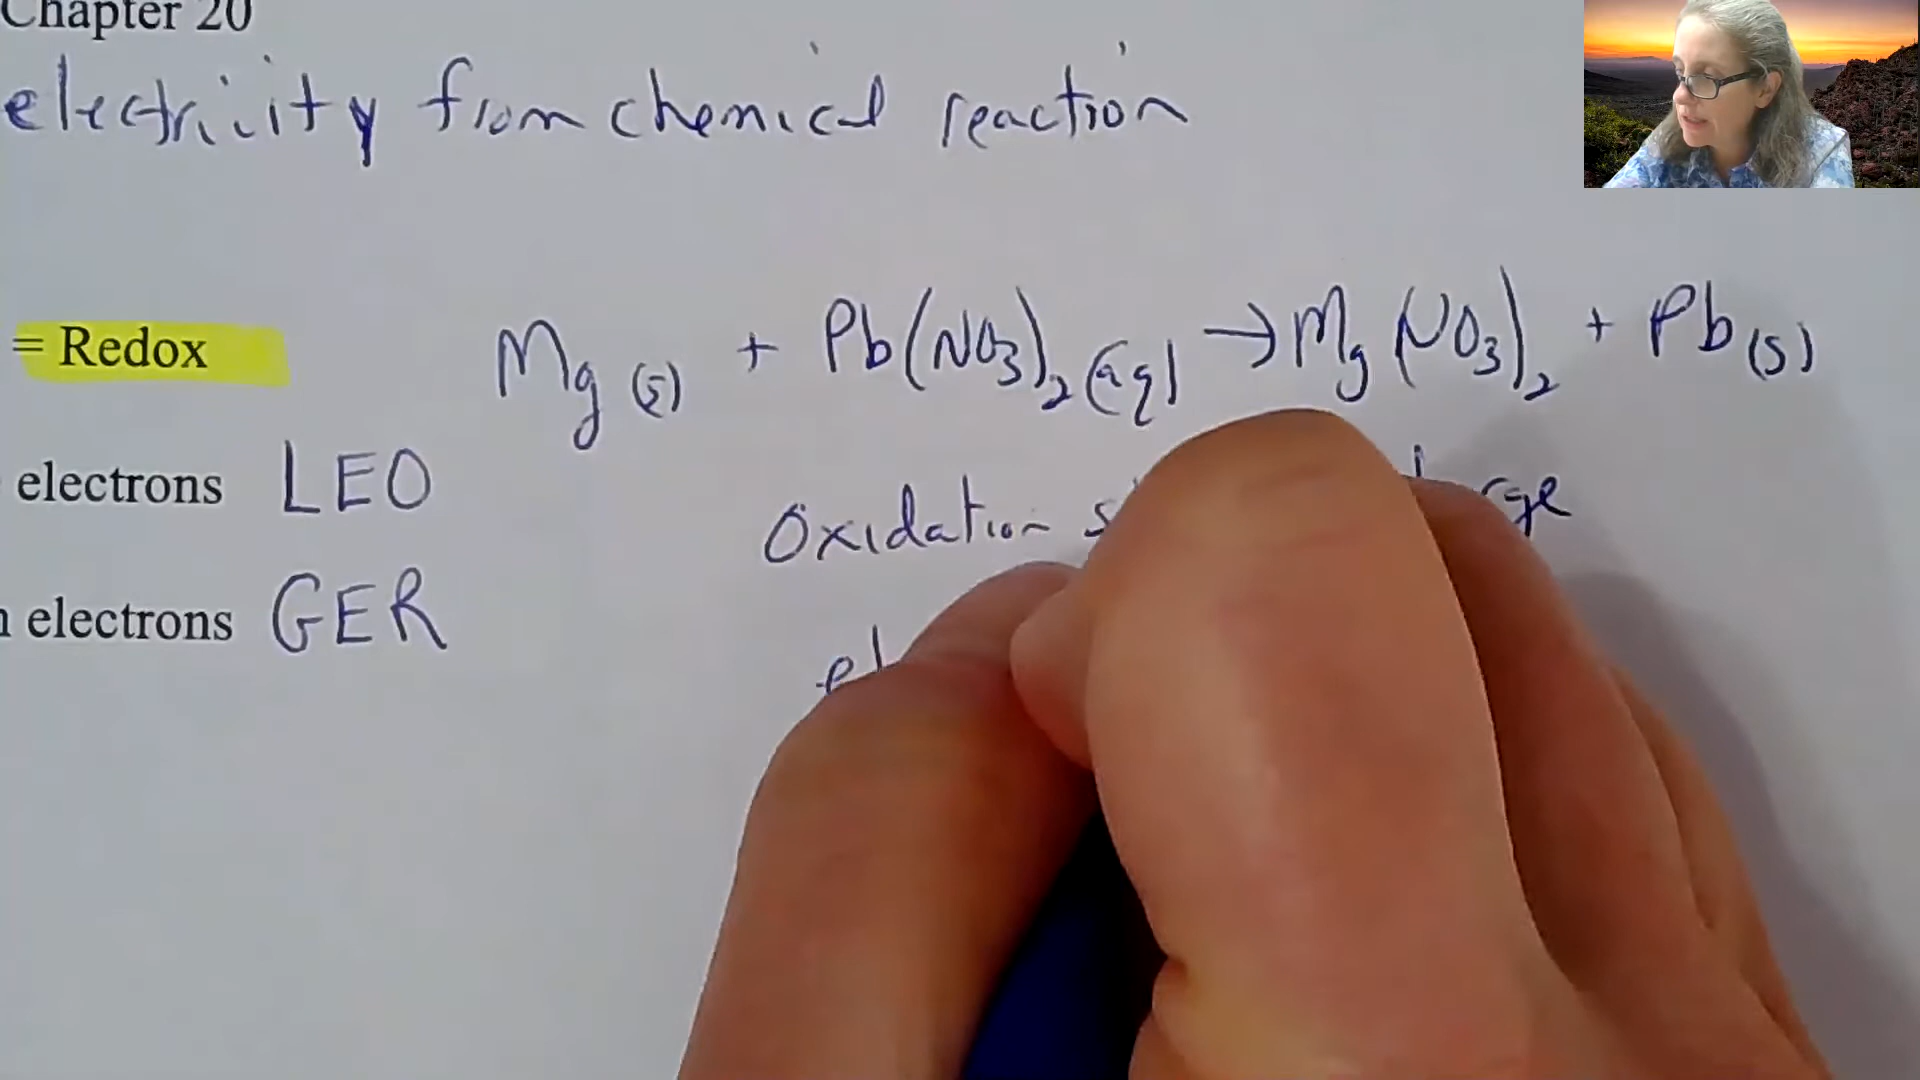 Chapter 20
electricity from chemical reaction
= Redox
Mg (s) + Pb(NO3)2 (aq) → Mg(NO3)2 + Pb(s)
electrons LEO
Oxidation
electrons GER